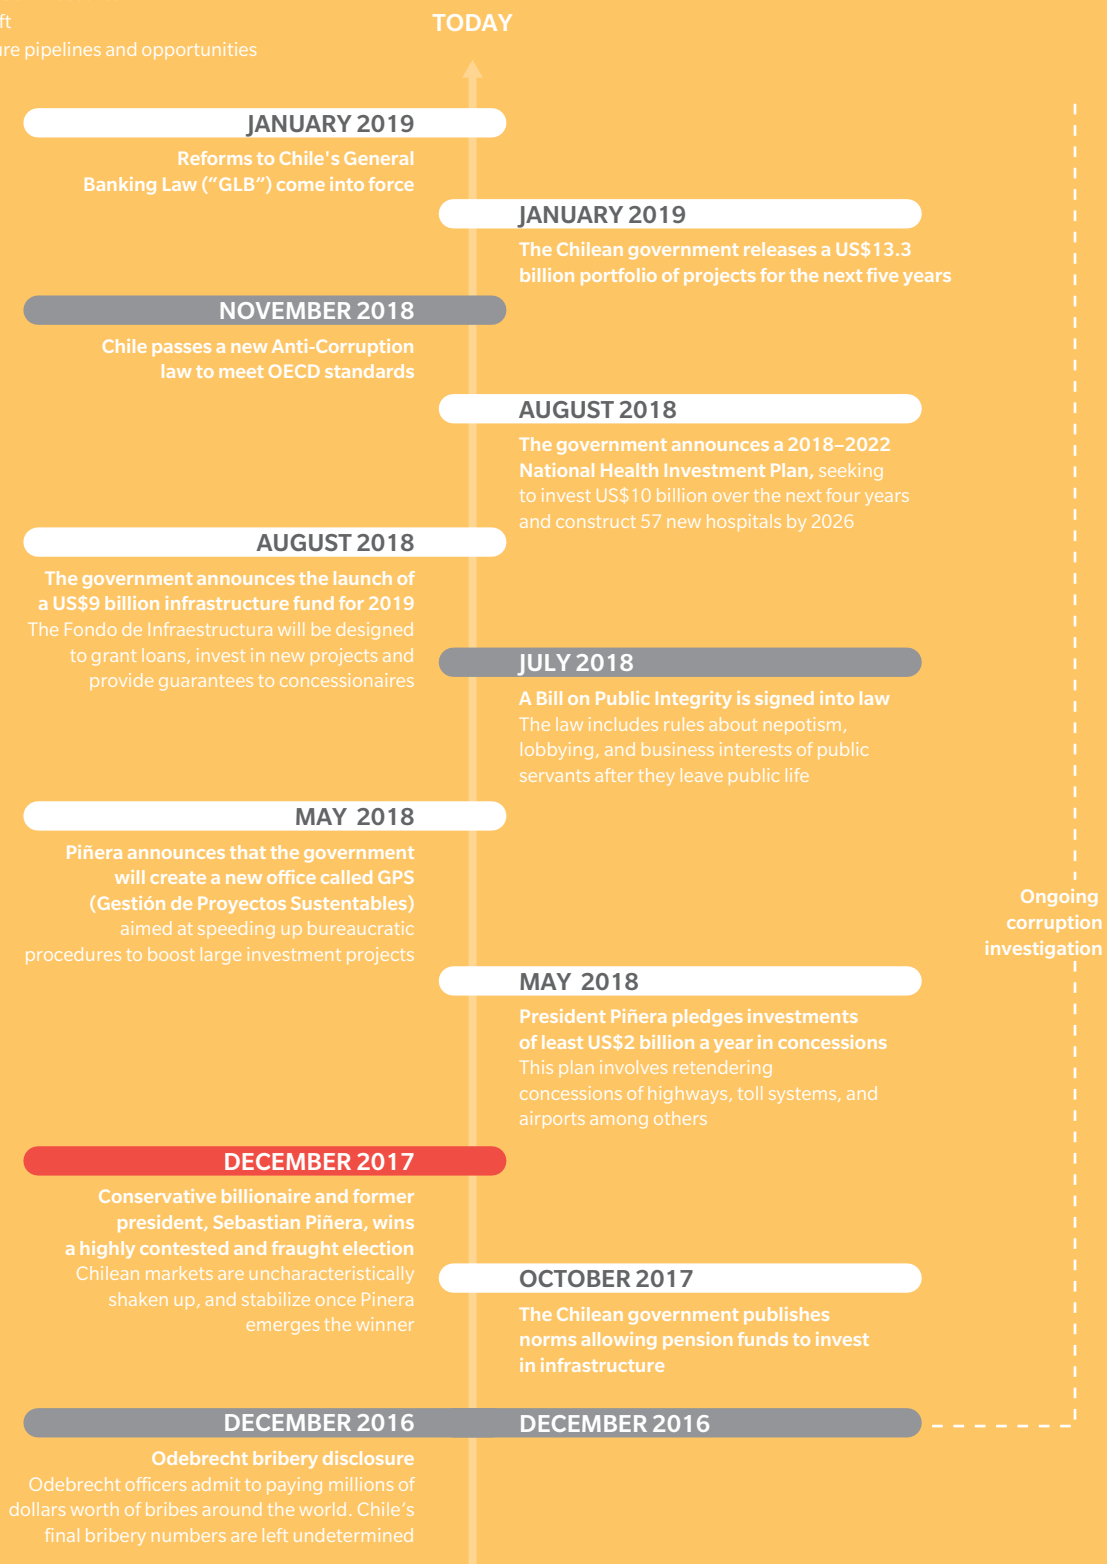 ft
re pipelines and opportunities
TODAY
JANUARY 2019
Reforms to Chile's General
Banking Law (“GLB”) come into force
JANUARY 2019
The Chilean government releases a US$13.3
billion portfolio of projects for the next five years
NOVEMBER 2018
Chile passes a new Anti-Corruption
law to meet OECD standards
AUGUST 2018
The government announces a 2018–2022
National Health Investment Plan, seeking
to invest US$10 billion over the next four years
and construct 57 new hospitals by 2026
AUGUST 2018
The government announces the launch of
a US$9 billion infrastructure fund for 2019
The Fondo de Infraestructura will be designed
to grant loans, invest in new projects and
provide guarantees to concessionaires
JULY 2018
A Bill on Public Integrity is signed into law
The law includes rules about nepotism,
lobbying, and business interests of public
servants after they leave public life
MAY 2018
Piñera announces that the government
will create a new office called GPS
(Gestión de Proyectos Sustentables)
aimed at speeding up bureaucratic
procedures to boost large investment projects
Ongoing
corruption
investigation
MAY 2018
President Piñera pledges investments
of least US$2 billion a year in concessions
This plan involves retendering
concessions of highways, toll systems, and
airports among others
DECEMBER 2017
Conservative billionaire and former
president, Sebastian Piñera, wins
a highly contested and fraught election
Chilean markets are uncharacteristically
shaken up, and stabilize once Pinera
emerges the winner
OCTOBER 2017
The Chilean government publishes
norms allowing pension funds to invest
in infrastructure
DECEMBER 2016
DECEMBER 2016
Odebrecht bribery disclosure
Odebrecht officers admit to paying millions of
dollars worth of bribes around the world. Chile’s
final bribery numbers are left undetermined